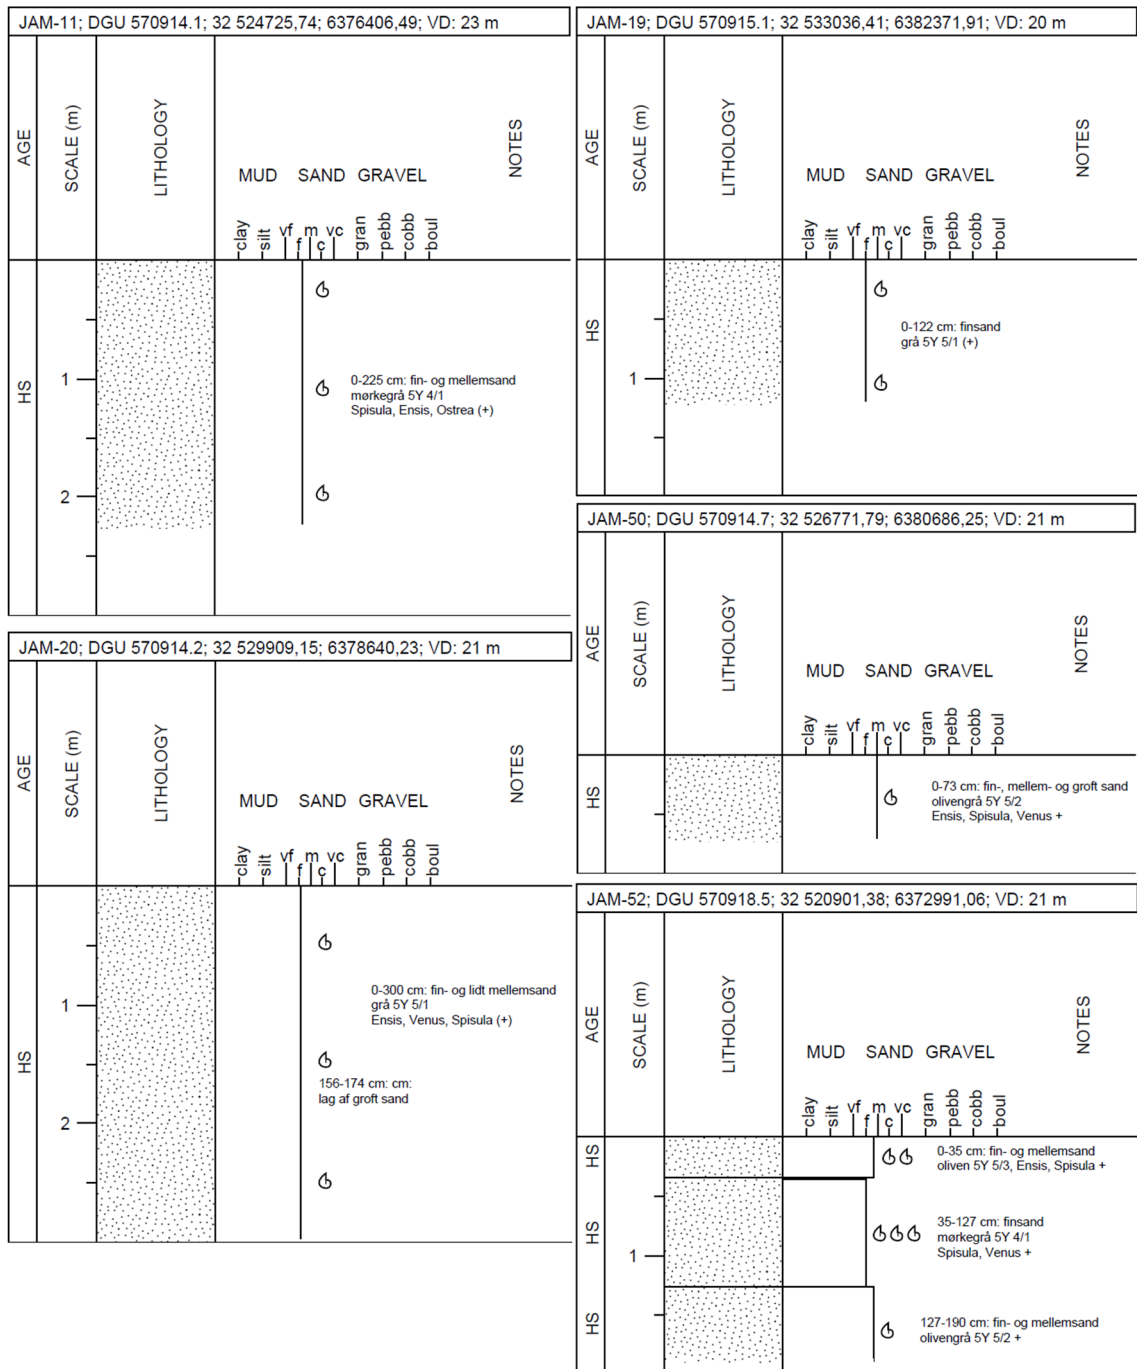 JAM-11; DGU 570914.1; 32 524725,74; 6376406,49; VD: 23 m
AGE
SCALE (m)
LITHOLOGY
MUD SAND GRAVEL
NOTES
clay silt vf f m c vc gran pebb cobb boul
HS
1
2
0-225 cm: fin- og mellemsand
mørkegrå 5Y 4/1
Spisula, Ensis, Ostrea (+)
JAM-20; DGU 570914.2; 32 529909,15; 6378640,23; VD: 21 m
AGE
SCALE (m)
LITHOLOGY
MUD SAND GRAVEL
NOTES
clay silt vf f m c vc gran pebb cobb boul
HS
1
2
0-300 cm: fin- og lidt mellemsand
grå 5Y 5/1
Ensis, Venus, Spisula (+)
156-174 cm: cm:
lag af groft sand
JAM-19; DGU 570915.1; 32 533036,41; 6382371,91; VD: 20 m
AGE
SCALE (m)
LITHOLOGY
MUD SAND GRAVEL
NOTES
clay silt vf f m c vc gran pebb cobb boul
HS
1
0-122 cm: finsand
grå 5Y 5/1 (+)
JAM-50; DGU 570914.7; 32 526771,79; 6380686,25; VD: 21 m
AGE
SCALE (m)
LITHOLOGY
MUD SAND GRAVEL
NOTES
clay silt vf f m c vc gran pebb cobb boul
HS
0-73 cm: fin-, mellem- og groft sand
olivengrå 5Y 5/2
Ensis, Spisula, Venus +
JAM-52; DGU 570918.5; 32 520901,38; 6372991,06; VD: 21 m
AGE
SCALE (m)
LITHOLOGY
MUD SAND GRAVEL
NOTES
clay silt vf f m c vc gran pebb cobb boul
HS
0-35 cm: fin- og mellemsand
oliven 5Y 5/3, Ensis, Spisula +
HS
1
35-127 cm: finsand
mørkegrå 5Y 4/1
Spisula, Venus +
HS
127-190 cm: fin- og mellemsand
olivengrå 5Y 5/2 +